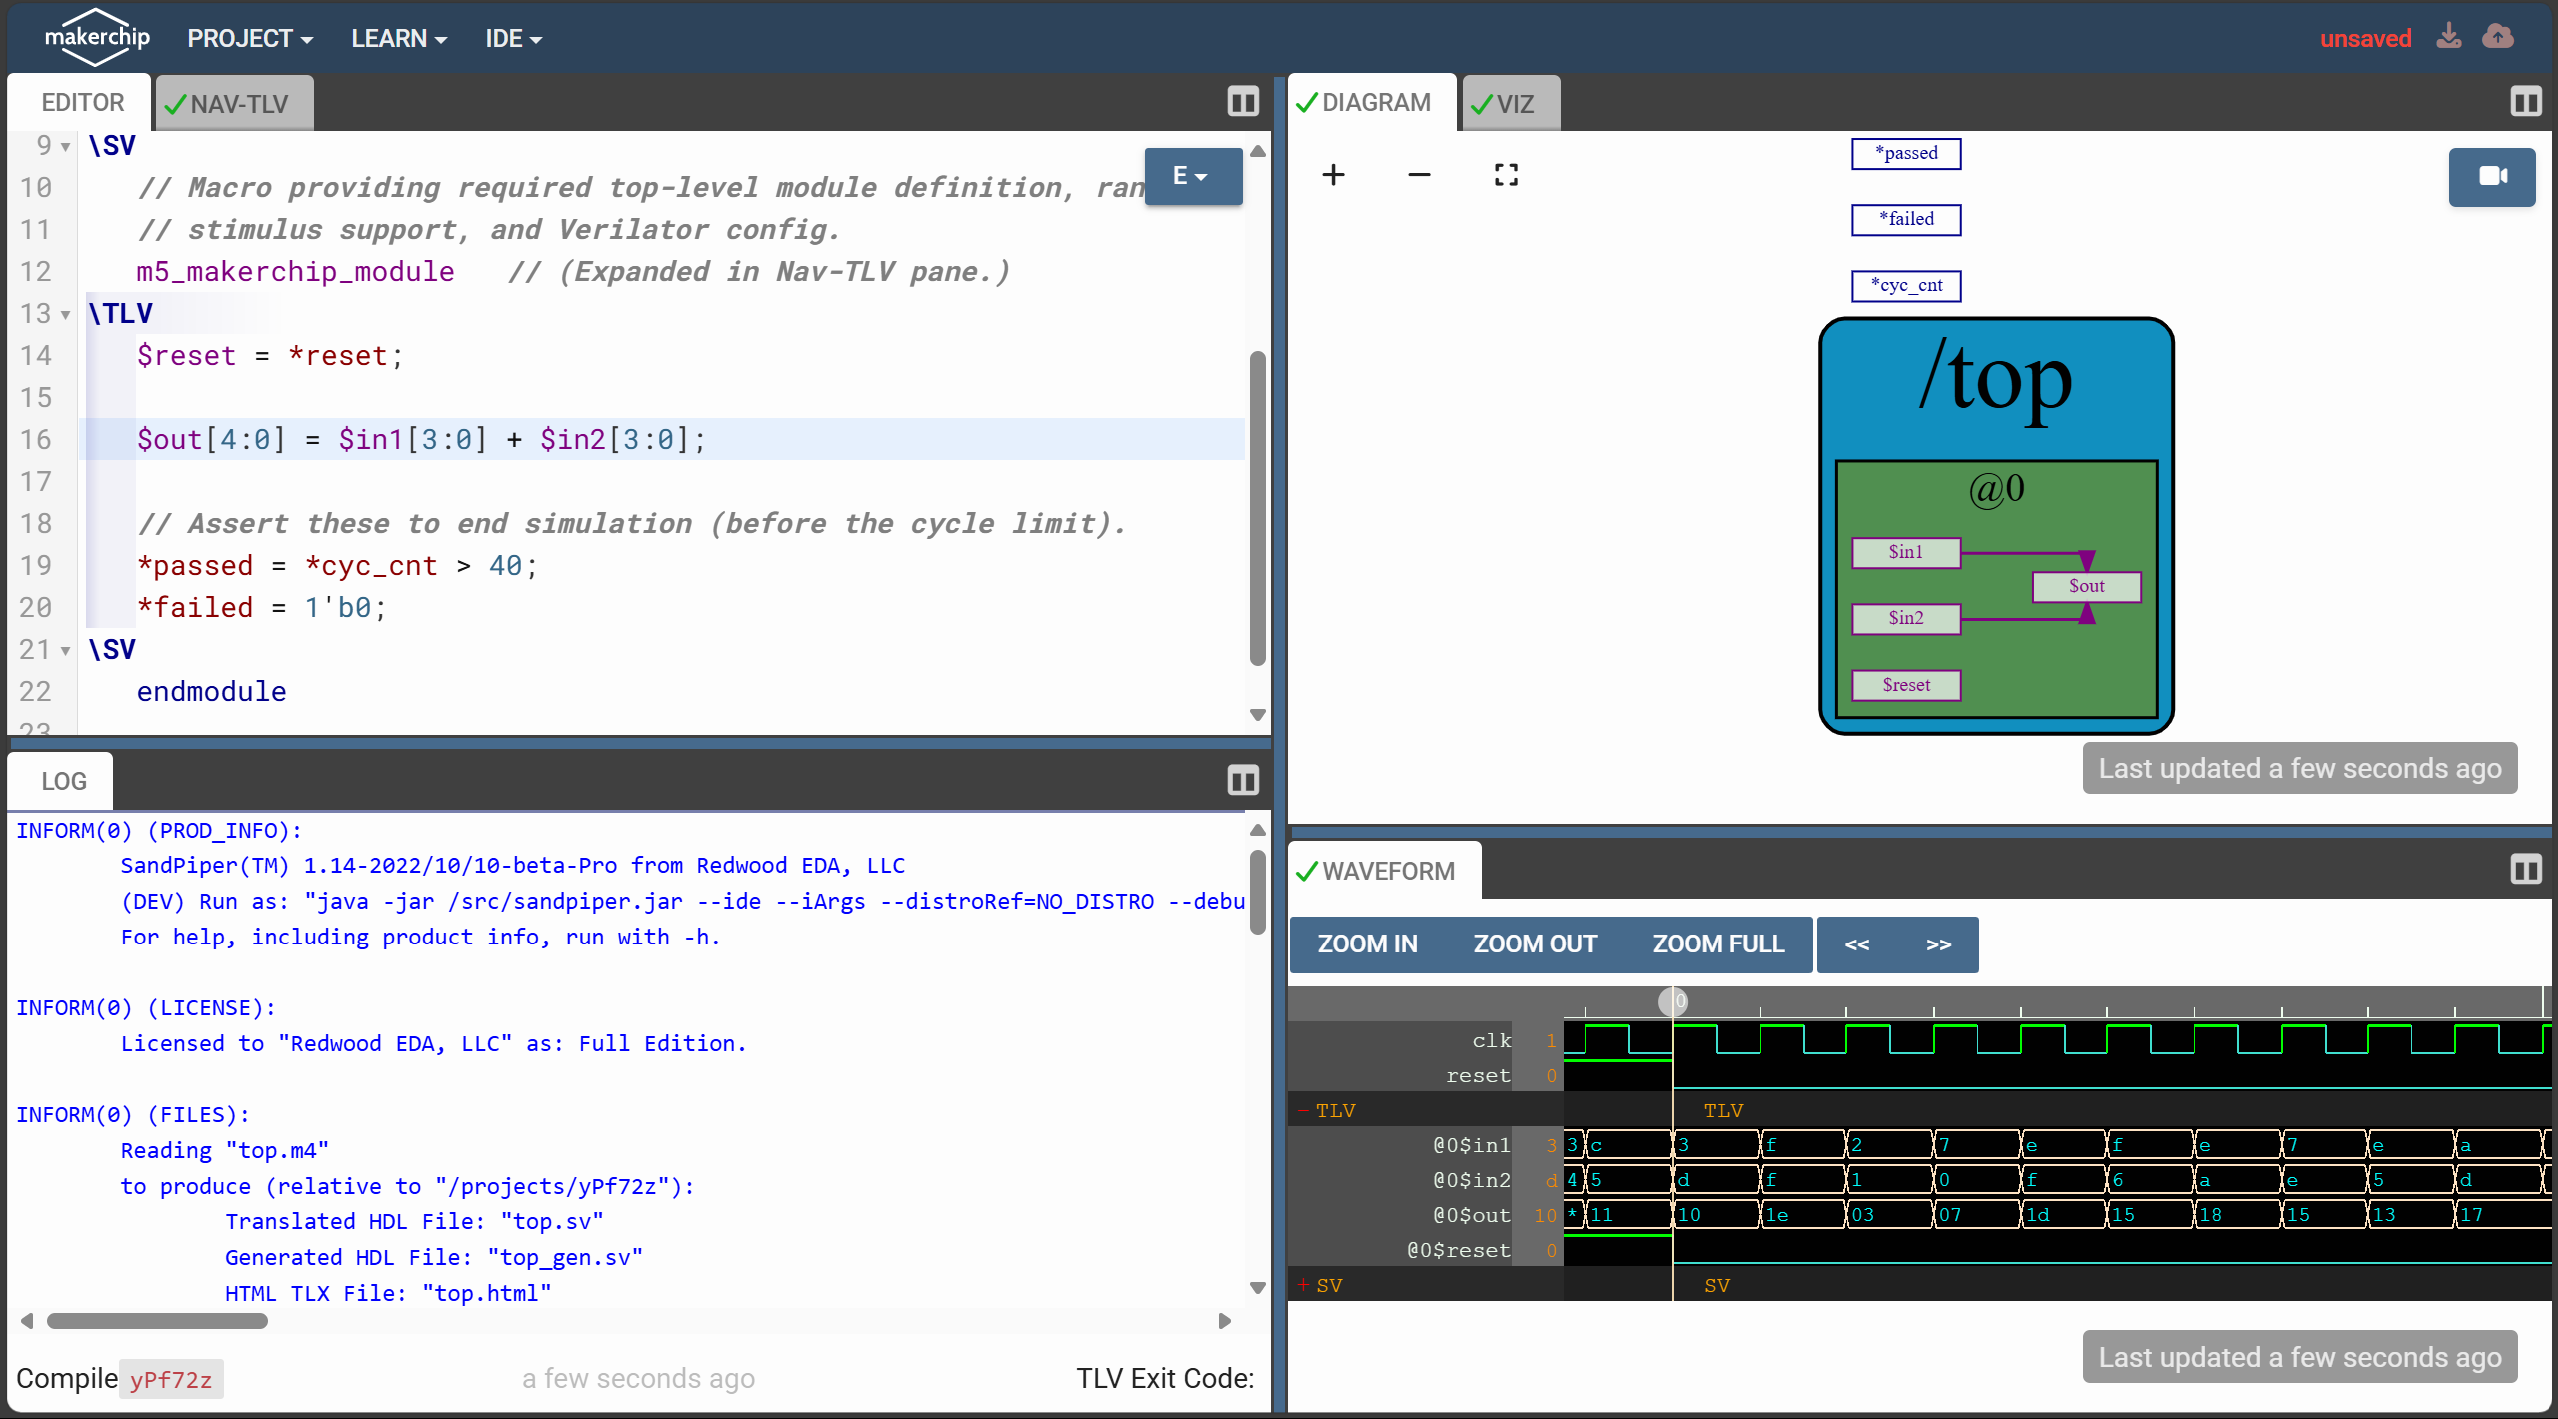 makerchip PROJECT LEARN IDE unsaved
EDITOR NAV-TLV
9 \SV
10 // Macro providing required top-level module definition, ran
11 // stimulus support, and Verilator config.
12 m5_makerchip_module // (Expanded in Nav-TLV pane.)
13 \TLV
14 $reset = *reset;
15
16 $out[4:0] = $in1[3:0] + $in2[3:0];
17
18 // Assert these to end simulation (before the cycle limit).
19 *passed = *cyc_cnt > 40;
20 *failed = 1'b0;
21 \SV
22 endmodule
23
E
LOG
INFORM(0) (PROD_INFO):
SandPiper(TM) 1.14-2022/10/10-beta-Pro from Redwood EDA, LLC
(DEV) Run as: "java -jar /src/sandpiper.jar --ide --iArgs --distroRef=NO_DISTRO --debu
For help, including product info, run with -h.
INFORM(0) (LICENSE):
Licensed to "Redwood EDA, LLC" as: Full Edition.
INFORM(0) (FILES):
Reading "top.m4"
to produce (relative to "/projects/yPf72z"):
Translated HDL File: "top.sv"
Generated HDL File: "top_gen.sv"
HTML TLX File: "top.html"
Compile yPf72z a few seconds ago TLV Exit Code:
DIAGRAM VIZ
*passed
*failed
*cyc_cnt
/top
@0
$in1
$out
$in2
$reset
Last updated a few seconds ago
WAVEFORM
ZOOM IN ZOOM OUT ZOOM FULL << >>
0
clk 1
reset 0
- TLV TLV
@0$in1 3 3 c 3 f 2 7 e f e 7 e a
@0$in2 d 4 5 d f 1 0 f 6 a e 5 d
@0$out 10 * 11 10 1e 03 07 1d 15 18 15 13 17
@0$reset 0
+ SV SV
Last updated a few seconds ago